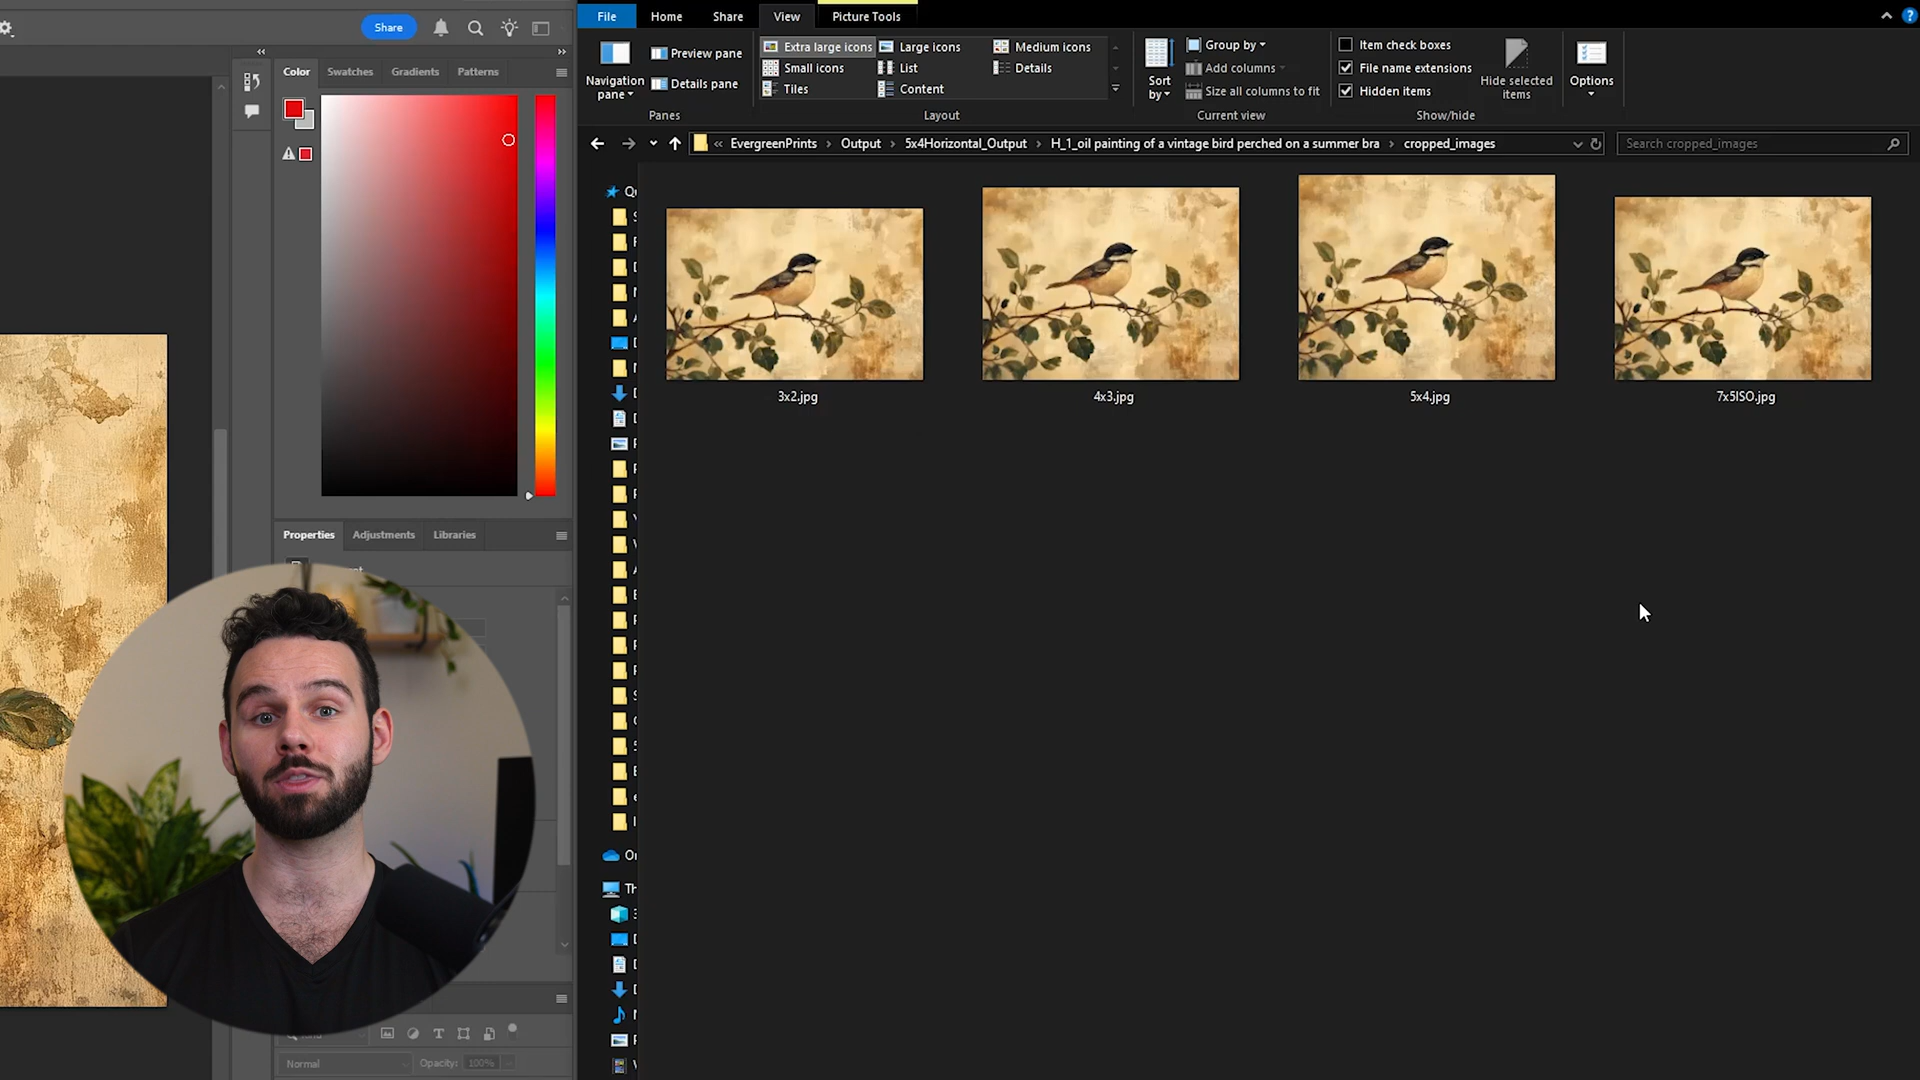 Share
Color
Swatches
Gradients
Patterns
Properties
Adjustments
Libraries
Normal
Opacity:
100%
File
Home
Share
View
Picture Tools
Navigation
pane
Preview pane
Details pane
Panes
Extra large icons
Large icons
Medium icons
Small icons
List
Details
Tiles
Content
Layout
Sort
by
Group by
Add columns
Size all columns to fit
Current view
Item check boxes
File name extensions
Hidden items
Hide selected
items
Show/hide
Options
« EvergreenPrints › Output › 5x4Horizontal_Output › H_1_oil painting of a vintage bird perched on a summer bra › cropped_images
Search cropped_images
3x2.jpg
4x3.jpg
5x4.jpg
7x5ISO.jpg